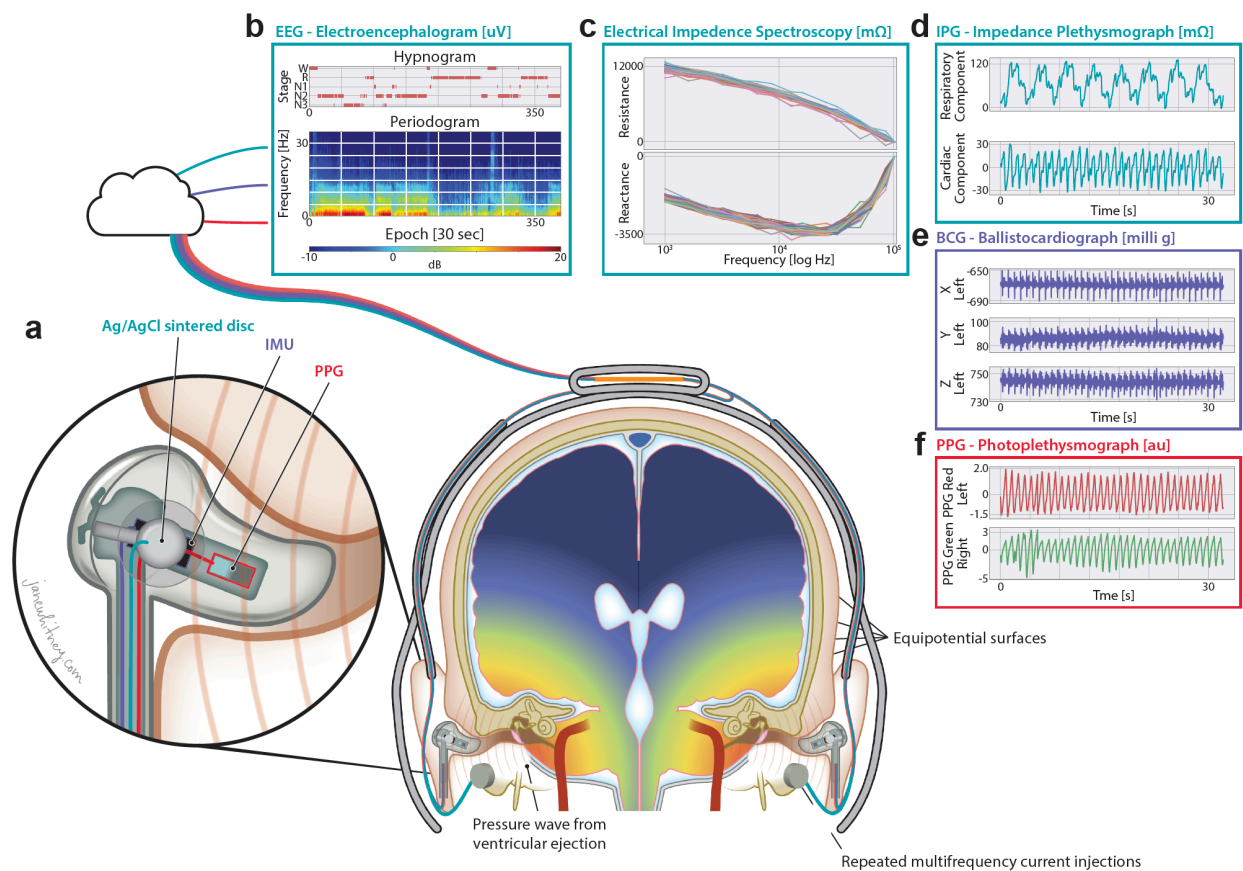 b EEG - Electroencephalogram [uV]
Hypnogram
Stage
W
R
N1
N2
N3
0
350
Periodogram
Frequency [Hz]
30
0
0
350
Epoch [30 sec]
-10
0
20
dB
c Electrical Impedence Spectroscopy [mΩ]
Resistance
12000
0
Reactance
0
-3500
10³
10⁴
10⁵
Frequency [log Hz]
d IPG - Impedance Plethysmograph [mΩ]
Respiratory
Component
120
0
Cardiac
Component
30
0
-30
0
30
Time [s]
e BCG - Ballistocardiograph [milli g]
X
Left
-650
-690
Y
Left
100
80
Z
Left
750
730
0
30
Time [s]
f PPG - Photoplethysmograph [au]
PPG Red
Left
2.0
0
-1.5
PPG Green
Right
3
0
-5
0
30
Tme [s]
a
Ag/AgCl sintered disc
IMU
PPG
janewhitney.com
Equipotential surfaces
Pressure wave from
ventricular ejection
Repeated multifrequency current injections